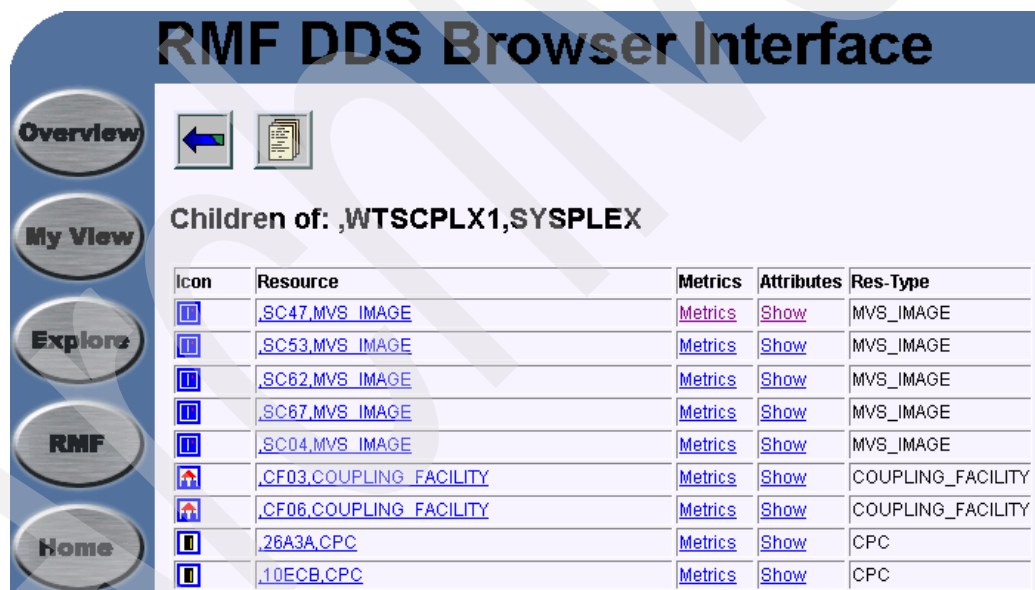 RMF DDS Browser Interface
Overview
My View
Explore
RMF
Home
Children of: ,WTSCPLX1,SYSPLEX
Icon Resource Metrics Attributes Res-Type
,SC47,MVS_IMAGE Metrics Show MVS_IMAGE
,SC53,MVS_IMAGE Metrics Show MVS_IMAGE
,SC62,MVS_IMAGE Metrics Show MVS_IMAGE
,SC67,MVS_IMAGE Metrics Show MVS_IMAGE
,SC04,MVS_IMAGE Metrics Show MVS_IMAGE
,CF03,COUPLING_FACILITY Metrics Show COUPLING_FACILITY
,CF06,COUPLING_FACILITY Metrics Show COUPLING_FACILITY
,26A3A,CPC Metrics Show CPC
,10ECB,CPC Metrics Show CPC